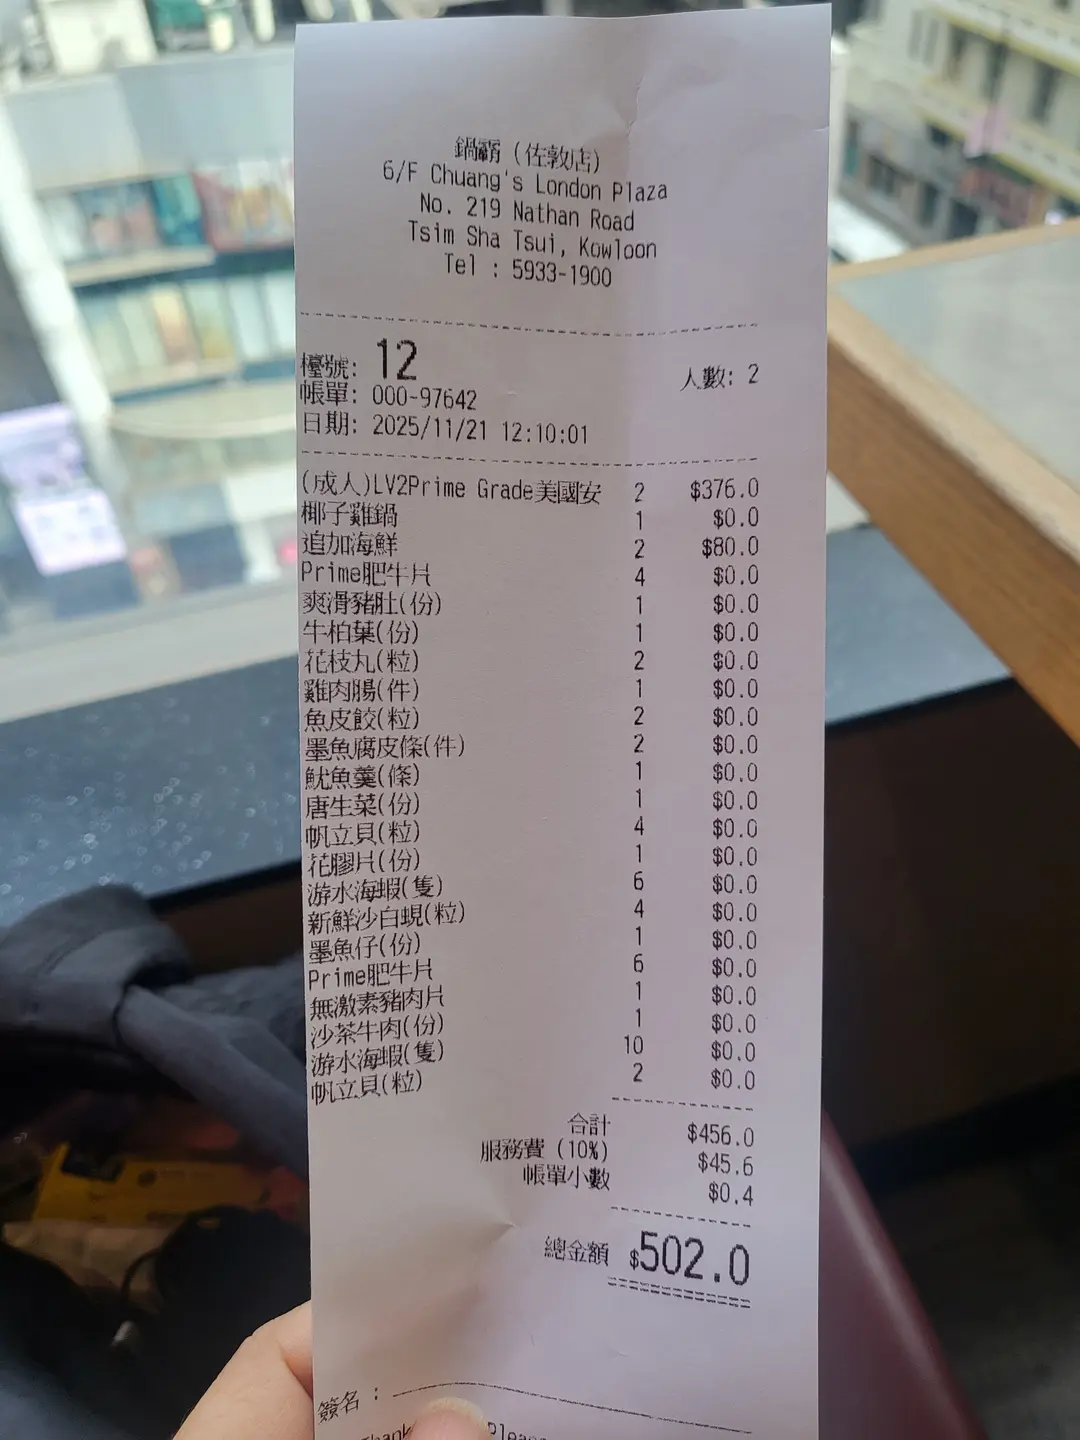 鍋霸 (佐敦店)
6/F Chuang's London Plaza
No. 219 Nathan Road
Tsim Sha Tsui, Kowloon
Tel : 5933-1900
檯號: 12 人數: 2
帳單: 000-97642
日期: 2025/11/21 12:10:01
(成人)LV2Prime Grade美國安 2 $376.0
椰子雞鍋 1 $0.0
追加海鮮 2 $80.0
Prime肥牛片 4 $0.0
爽滑豬肚(份) 1 $0.0
牛柏葉(份) 1 $0.0
花枝丸(粒) 2 $0.0
雞肉腸(件) 1 $0.0
魚皮餃(粒) 2 $0.0
墨魚腐皮條(件) 2 $0.0
魷魚羹(條) 1 $0.0
唐生菜(份) 1 $0.0
帆立貝(粒) 4 $0.0
花膠片(份) 1 $0.0
游水海蝦(隻) 6 $0.0
新鮮沙白蜆(粒) 4 $0.0
墨魚仔(份) 1 $0.0
Prime肥牛片 6 $0.0
無激素豬肉片 1 $0.0
沙茶牛肉(份) 1 $0.0
游水海蝦(隻) 10 $0.0
帆立貝(粒) 2 $0.0
合計 $456.0
服務費 (10%) $45.6
帳單小數 $0.4
總金額 $502.0
簽名 :
Thank